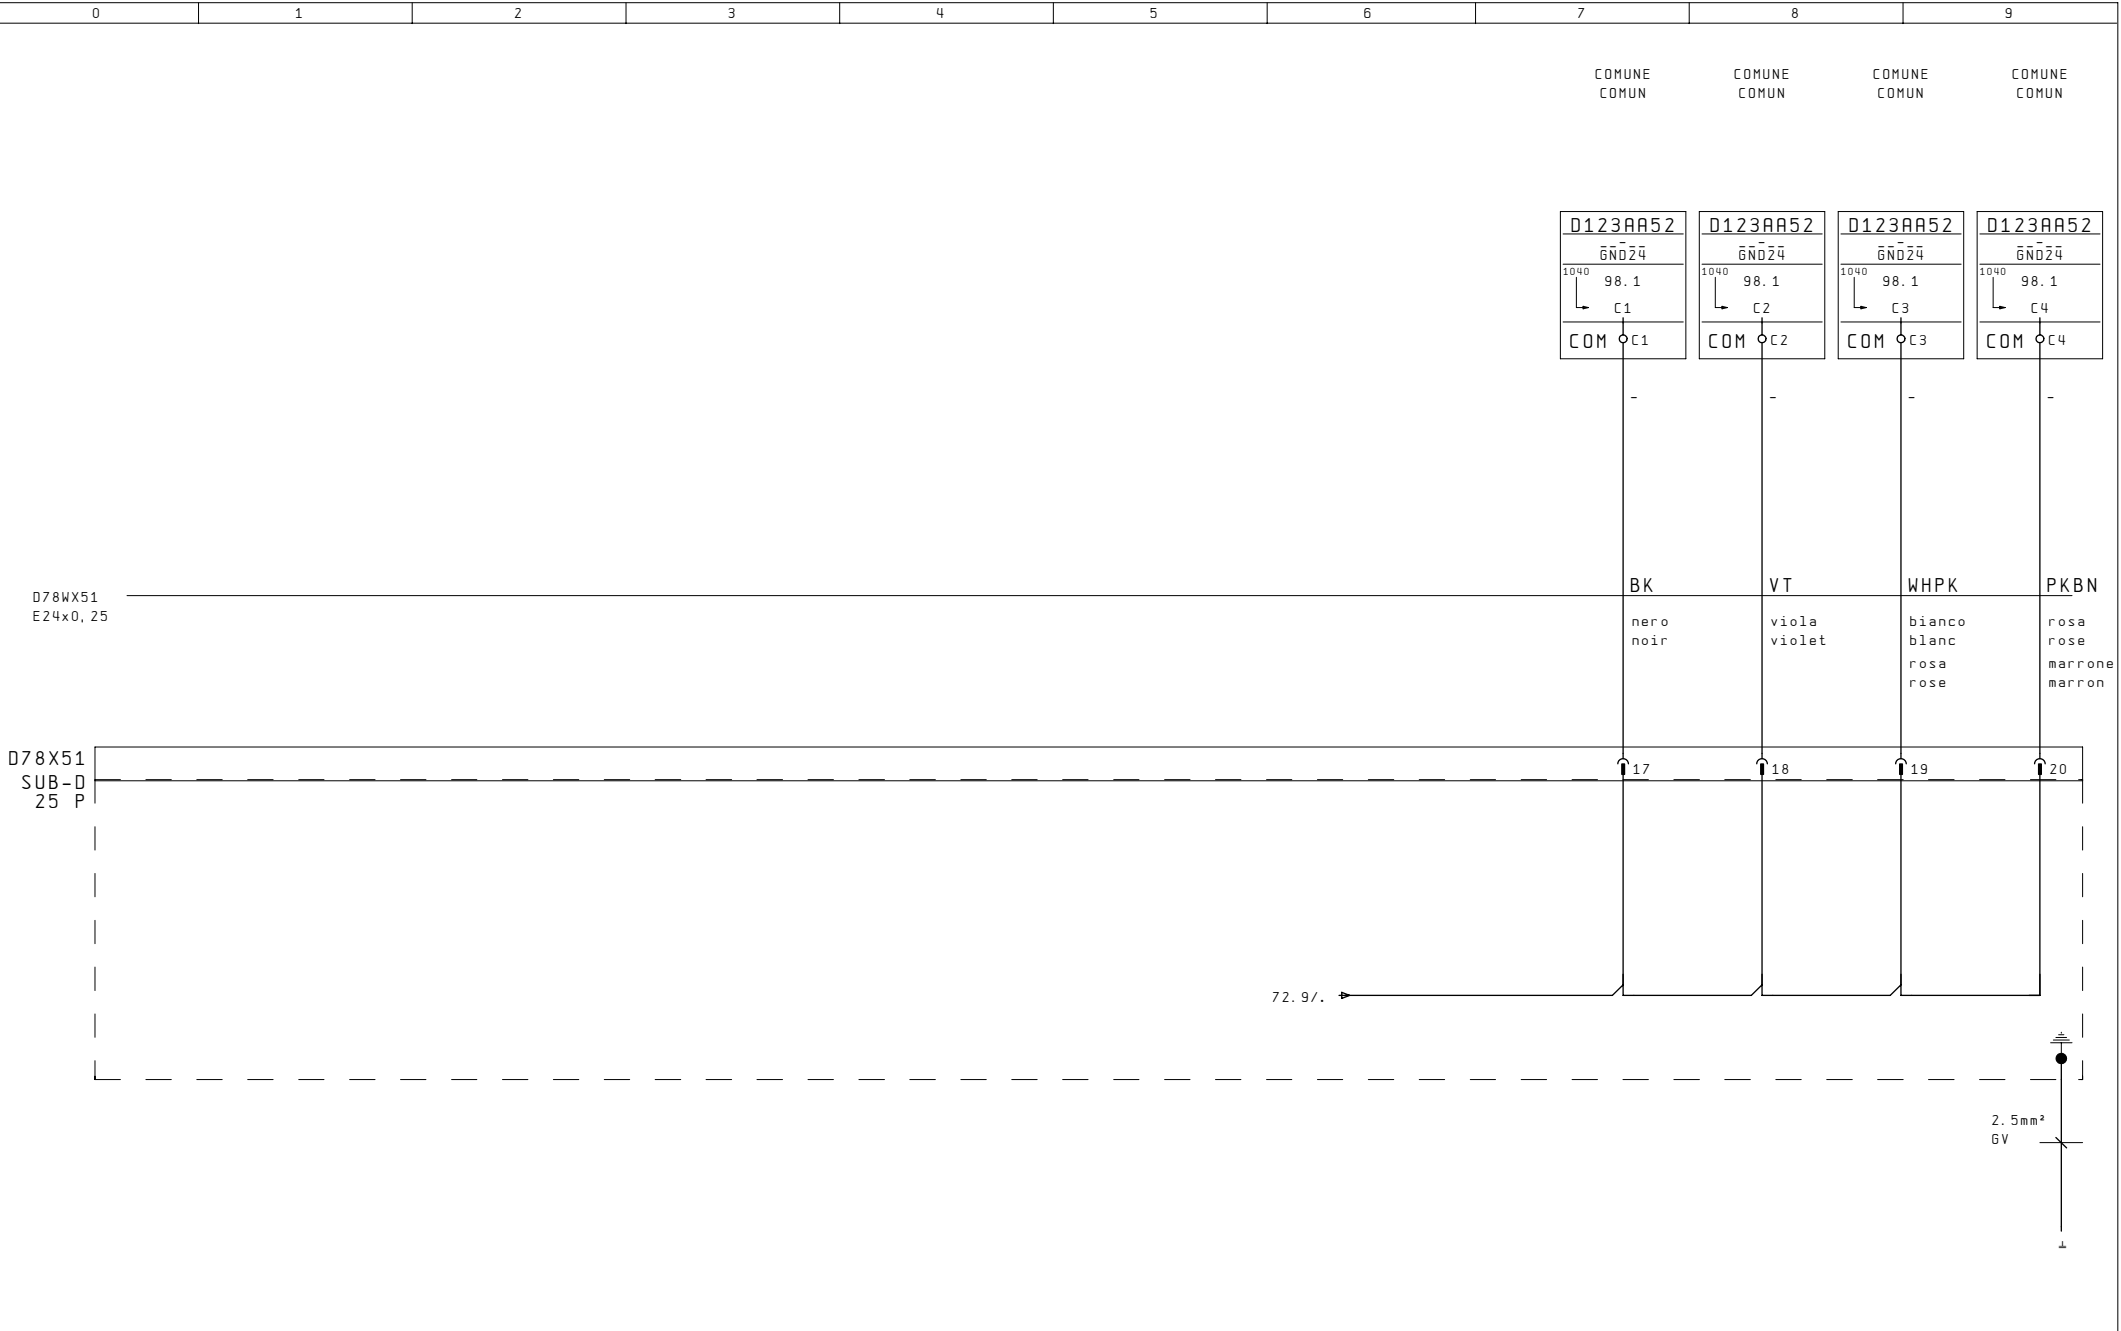 0 1 2 3 4 5 6 7 8 9
COMUNE COMUNE COMUNE COMUNE
COMUN COMUN COMUN COMUN
D123AA52 D123AA52 D123AA52 D123AA52
GND24 GND24 GND24 GND24
1040 98.1 1040 98.1 1040 98.1 1040 98.1
C1 C2 C3 C4
COM C1 COM C2 COM C3 COM C4
- - - -
BK VT WHPK PKBN
D78WX51
E24x0,25
nero viola bianco rosa
noir violet blanc rose
rosa marrone
rose marron
D78X51
17 18 19 20
SUB-D
25 P
72.9/.
2.5mm²
GV